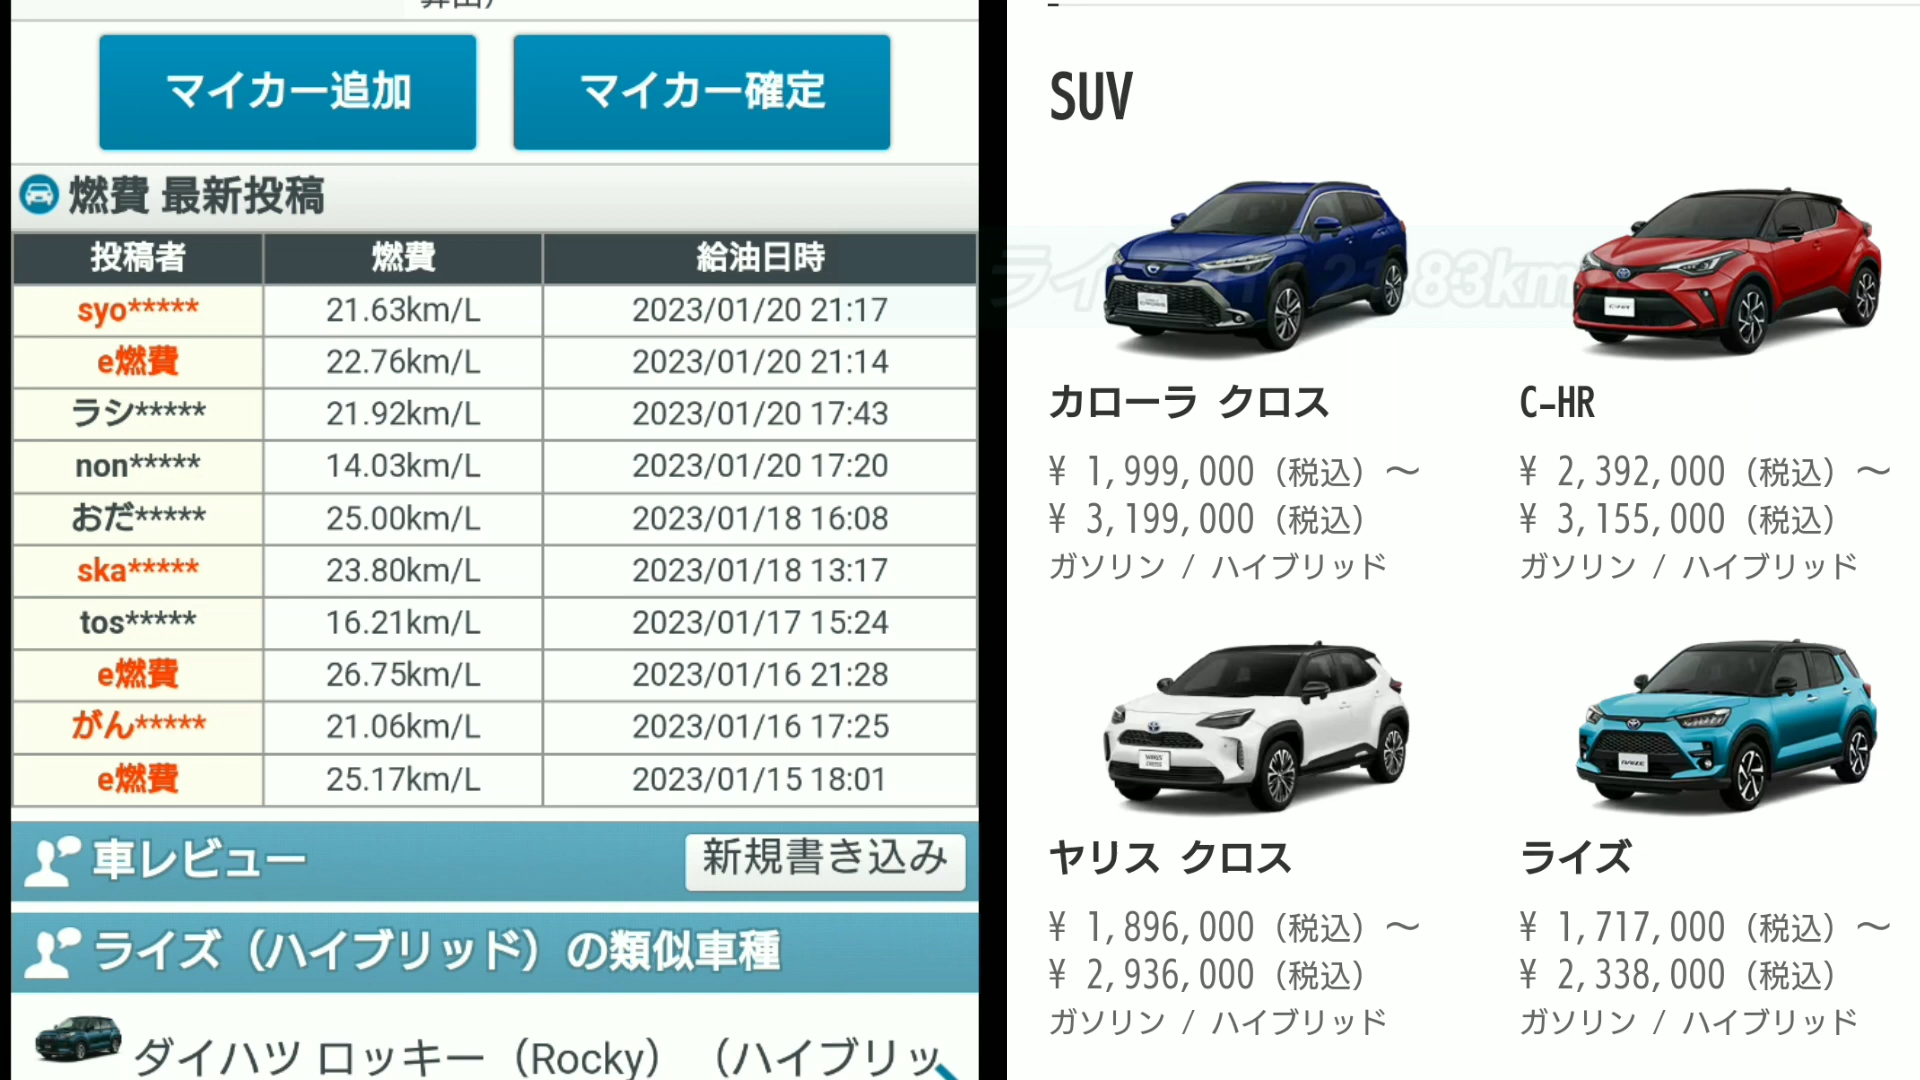 マイカー追加
マイカー確定
燃費 最新投稿
投稿者 燃費 給油日時
syo***** 21.63km/L 2023/01/20 21:17
e燃費 22.76km/L 2023/01/20 21:14
ラシ***** 21.92km/L 2023/01/20 17:43
non***** 14.03km/L 2023/01/20 17:20
おだ***** 25.00km/L 2023/01/18 16:08
ska***** 23.80km/L 2023/01/18 13:17
tos***** 16.21km/L 2023/01/17 15:24
e燃費 26.75km/L 2023/01/16 21:28
がん***** 21.06km/L 2023/01/16 17:25
e燃費 25.17km/L 2023/01/15 18:01
車レビュー 新規書き込み
ライズ（ハイブリッド）の類似車種
ダイハツ ロッキー（Rocky）（ハイブリッ
SUV
カローラ クロス
¥ 1,999,000（税込）～
¥ 3,199,000（税込）
ガソリン / ハイブリッド
C-HR
¥ 2,392,000（税込）～
¥ 3,155,000（税込）
ガソリン / ハイブリッド
ヤリス クロス
¥ 1,896,000（税込）～
¥ 2,936,000（税込）
ガソリン / ハイブリッド
ライズ
¥ 1,717,000（税込）～
¥ 2,338,000（税込）
ガソリン / ハイブリッド